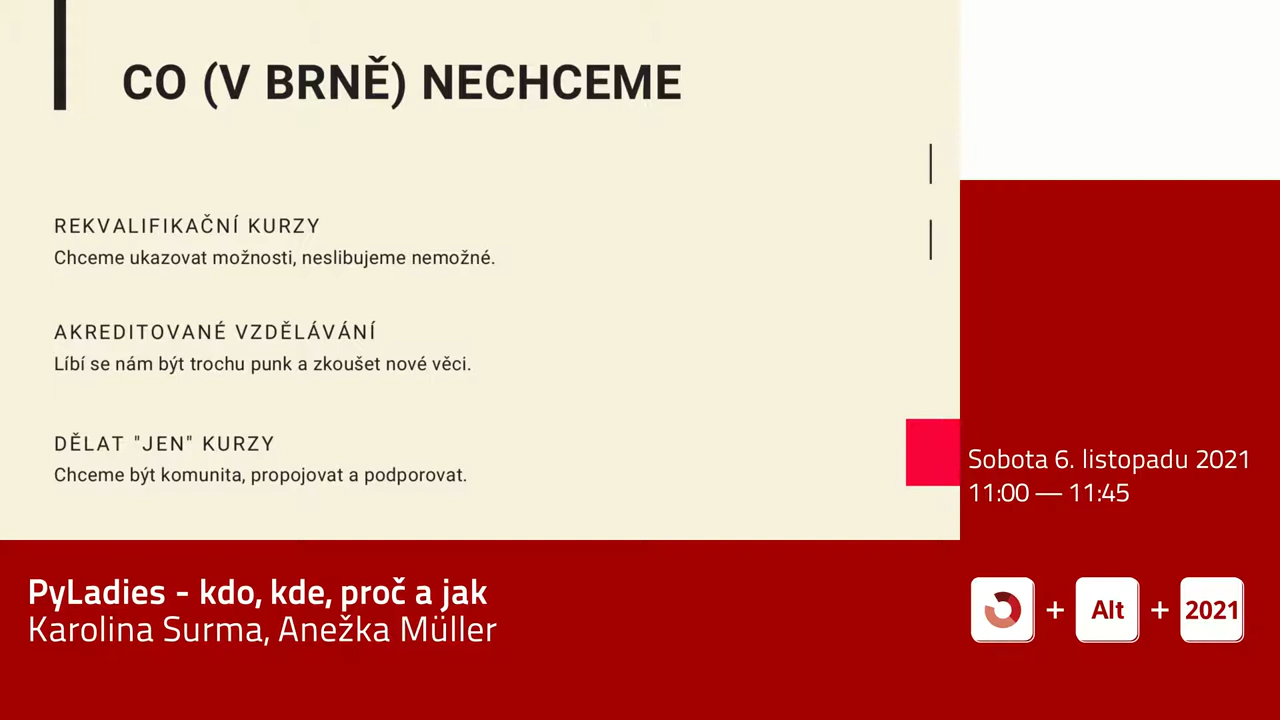 CO (V BRNĚ) NECHCEME
REKVALIFIKAČNÍ KURZY
Chceme ukazovat možnosti, neslibujeme nemožné.
AKREDITOVANÉ VZDĚLÁVÁNÍ
Líbí se nám být trochu punk a zkoušet nové věci.
DĚLAT "JEN" KURZY
Chceme být komunita, propojovat a podporovat.
Sobota 6. listopadu 2021
11:00 — 11:45
PyLadies - kdo, kde, proč a jak
Karolina Surma, Anežka Müller
+ Alt + 2021